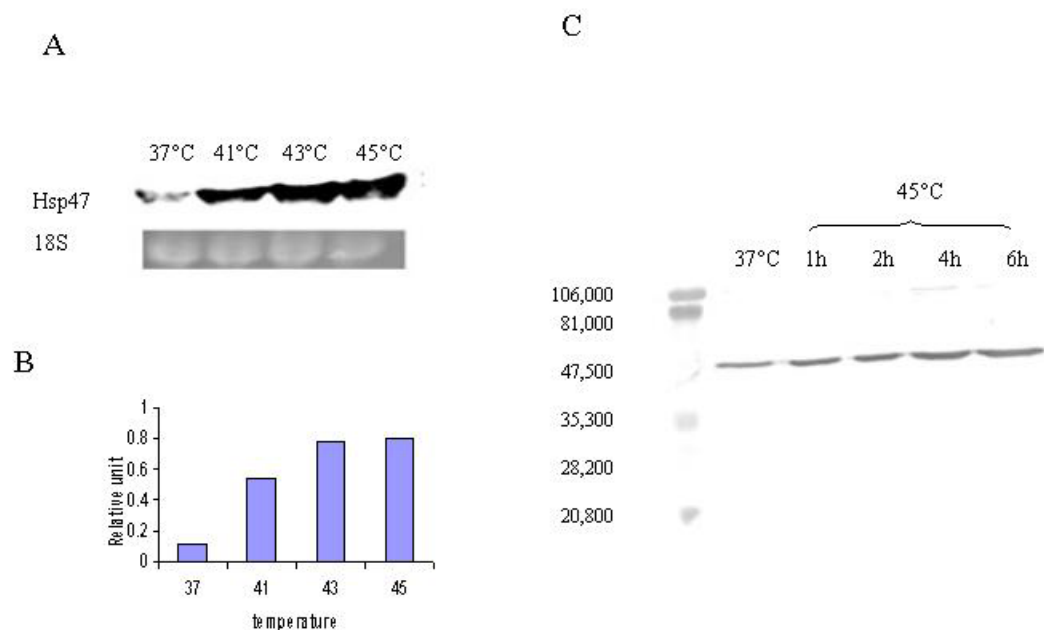 A
37°C 41°C 43°C 45°C
Hsp47
18S
B
1
0.8
0.6
0.4
0.2
0
Relative unit
37 41 43 45
temperature
C
45°C
37°C 1h 2h 4h 6h
106,000
81,000
47,500
35,300
28,200
20,800